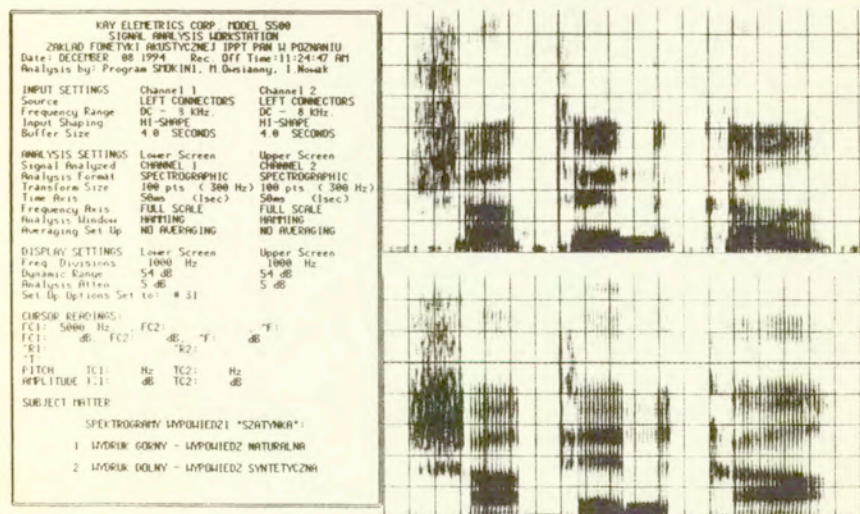 KAY ELEMETRICS CORP. MODEL 5500
SIGNAL ANALYSIS WORKSTATION
ZAKLAD FONETYKI AKUSTYCZNEJ IPPT PAN W POZNANIU
Date: DECEMBER 08 1994 Rec. Off Time:11:24:47 AM
Analysis by: Program SMOKIN1, M.Owsianny, I.Nowak
INPUT SETTINGS Channel 1 Channel 2
Source LEFT CONNECTORS LEFT CONNECTORS
Frequency Range DC - 8 kHz. DC - 8 kHz.
Input Shaping HI-SHAPE HI-SHAPE
Buffer Size 4.0 SECONDS 4.0 SECONDS
ANALYSIS SETTINGS Lower Screen Upper Screen
Signal Analyzed CHANNEL 1 CHANNEL 2
Analysis Format SPECTROGRAPHIC SPECTROGRAPHIC
Transform Size 100 pts ( 300 Hz) 100 pts ( 300 Hz)
Time Axis 50ms (1sec) 50ms (1sec)
Frequency Axis FULL SCALE FULL SCALE
Analysis Window HAMMING HAMMING
Averaging Set Up NO AVERAGING NO AVERAGING
DISPLAY SETTINGS Lower Screen Upper Screen
Freq. Divisions 1000 Hz 1000 Hz
Dynamic Range 54 dB 54 dB
Analysis Atten 5 dB 5 dB
Set Up Options Set to: # 31
CURSOR READINGS:
FC1: 5000 Hz , FC2: , ^F:
FC1: dB, FC2: dB, ^F: dB
^R1: ^R2:
^T:
PITCH TC1: Hz TC2: Hz
AMPLITUDE TC1: dB TC2: dB
SUBJECT MATTER
SPEKTROGRAMY WYPOWIEDZI "SZATYNKA":
1 WYDRUK GORNY - WYPOWIEDZ NATURALNA
2 WYDRUK DOLNY - WYPOWIEDZ SYNTETYCZNA